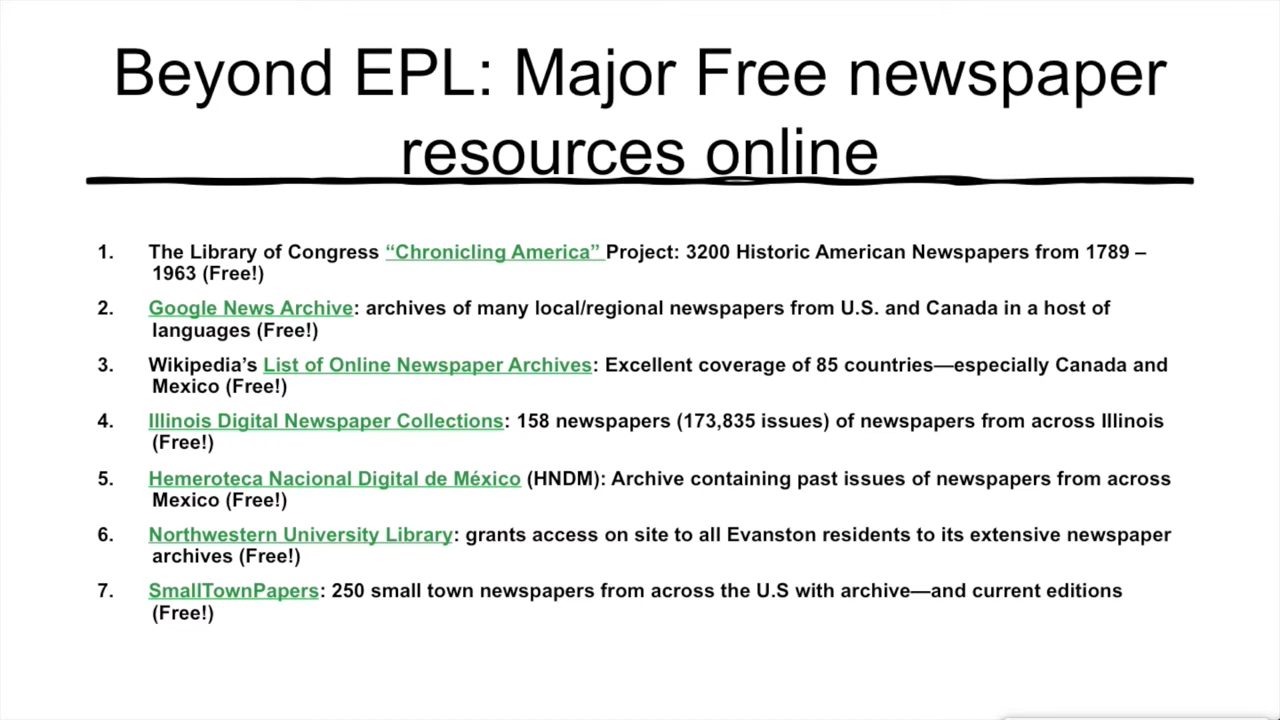 Beyond EPL: Major Free newspaper
resources online
1. The Library of Congress “Chronicling America” Project: 3200 Historic American Newspapers from 1789 –
1963 (Free!)
2. Google News Archive: archives of many local/regional newspapers from U.S. and Canada in a host of
languages (Free!)
3. Wikipedia’s List of Online Newspaper Archives: Excellent coverage of 85 countries—especially Canada and
Mexico (Free!)
4. Illinois Digital Newspaper Collections: 158 newspapers (173,835 issues) of newspapers from across Illinois
(Free!)
5. Hemeroteca Nacional Digital de México (HNDM): Archive containing past issues of newspapers from across
Mexico (Free!)
6. Northwestern University Library: grants access on site to all Evanston residents to its extensive newspaper
archives (Free!)
7. SmallTownPapers: 250 small town newspapers from across the U.S with archive—and current editions
(Free!)